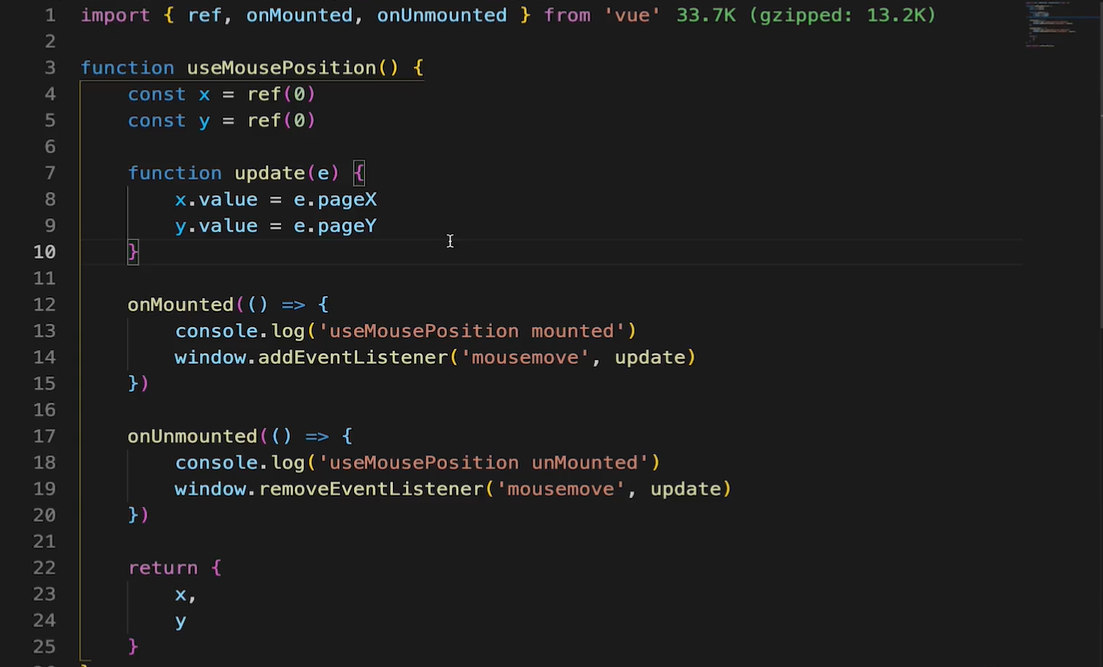 1 import { ref, onMounted, onUnmounted } from 'vue' 33.7K (gzipped: 13.2K)
2
3 function useMousePosition() {
4     const x = ref(0)
5     const y = ref(0)
6
7     function update(e) {
8         x.value = e.pageX
9         y.value = e.pageY
10     }
11
12     onMounted(() => {
13         console.log('useMousePosition mounted')
14         window.addEventListener('mousemove', update)
15     })
16
17     onUnmounted(() => {
18         console.log('useMousePosition unMounted')
19         window.removeEventListener('mousemove', update)
20     })
21
22     return {
23         x,
24         y
25     }